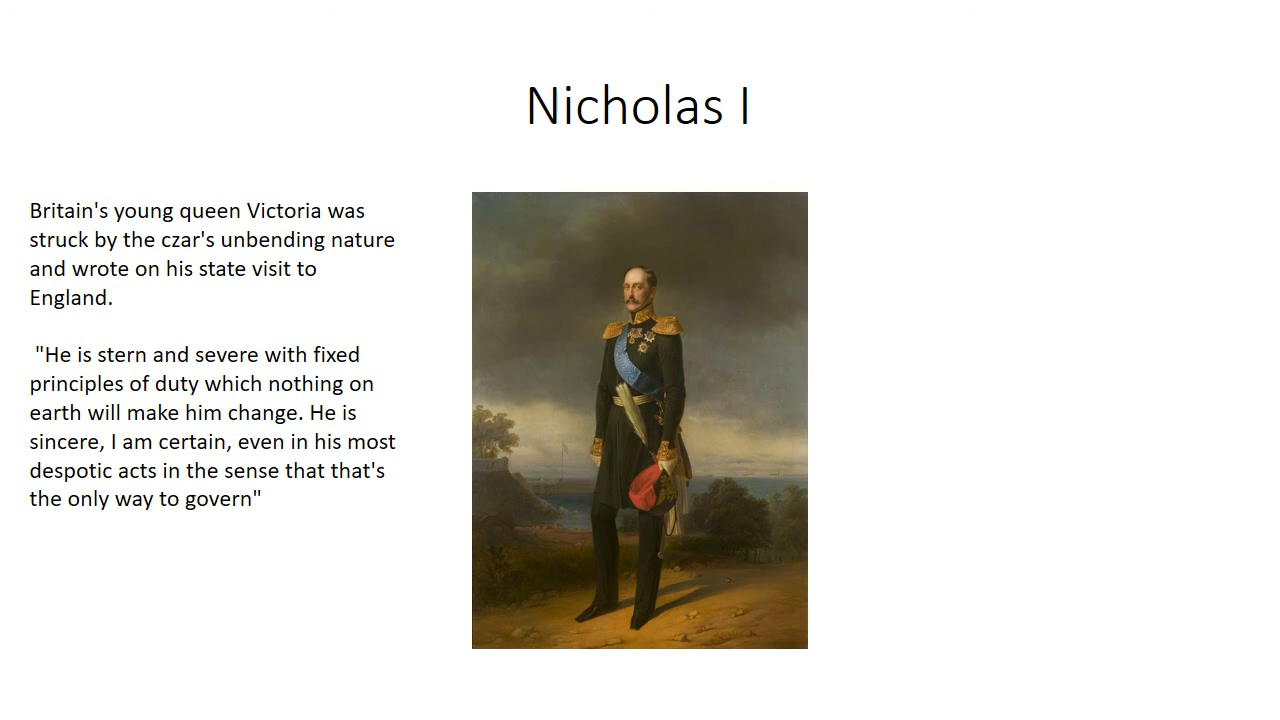 Nicholas I
Britain's young queen Victoria was
struck by the czar's unbending nature
and wrote on his state visit to
England.
"He is stern and severe with fixed
principles of duty which nothing on
earth will make him change. He is
sincere, I am certain, even in his most
despotic acts in the sense that that's
the only way to govern"